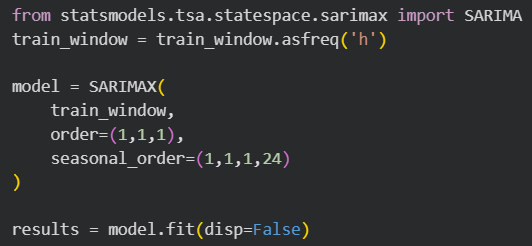 from statsmodels.tsa.statespace.sarimax import SARIMA
train_window = train_window.asfreq('h')
model = SARIMAX(
    train_window,
    order=(1,1,1),
    seasonal_order=(1,1,1,24)
)
results = model.fit(disp=False)